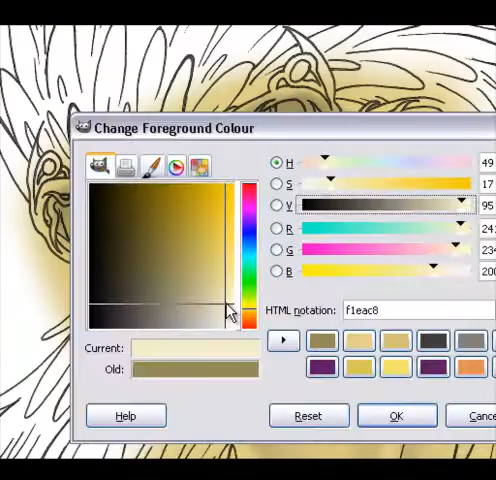 Change Foreground Colour
H 49
S 17
V 95
R 241
G 234
B 200
HTML notation: f1eac8
Current:
Old:
Help Reset OK Cance